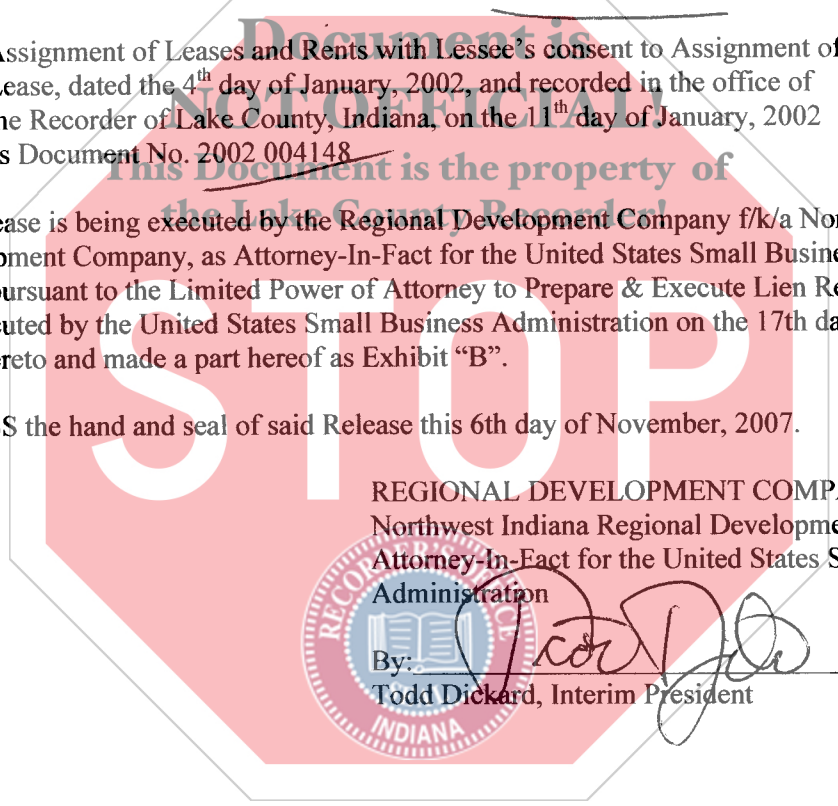 Document is
Assignment of Leases and Rents with Lessee's consent to Assignment of
ease, dated the 4th day of January, 2002, and recorded in the office of
NOT OFFICIAL!
he Recorder of Lake County, Indiana, on the 11th day of January, 2002
s Document No. 2002 004148
This Document is the property of
the Lake County Recorder!
ease is being executed by the Regional Development Company f/k/a Nor
pment Company, as Attorney-In-Fact for the United States Small Busine
ursuant to the Limited Power of Attorney to Prepare & Execute Lien Re
uted by the United States Small Business Administration on the 17th da
reto and made a part hereof as Exhibit “B”.
STOP
S the hand and seal of said Release this 6th day of November, 2007.
REGIONAL DEVELOPMENT COMPA
Northwest Indiana Regional Developme
Attorney-In-Fact for the United States S
Administration
By:
Todd Dickard, Interim President
RECORDER'S OFFICE
INDIANA